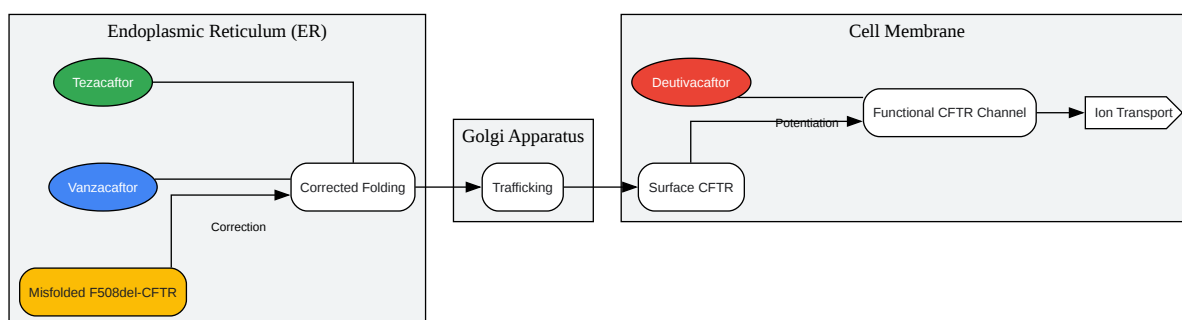 Endoplasmic Reticulum (ER)
Tezacaftor
Vanzacaftor
Corrected Folding
Correction
Misfolded F508del-CFTR
Golgi Apparatus
Trafficking
Cell Membrane
Deutivacaftor
Potentiation
Functional CFTR Channel
Ion Transport
Surface CFTR